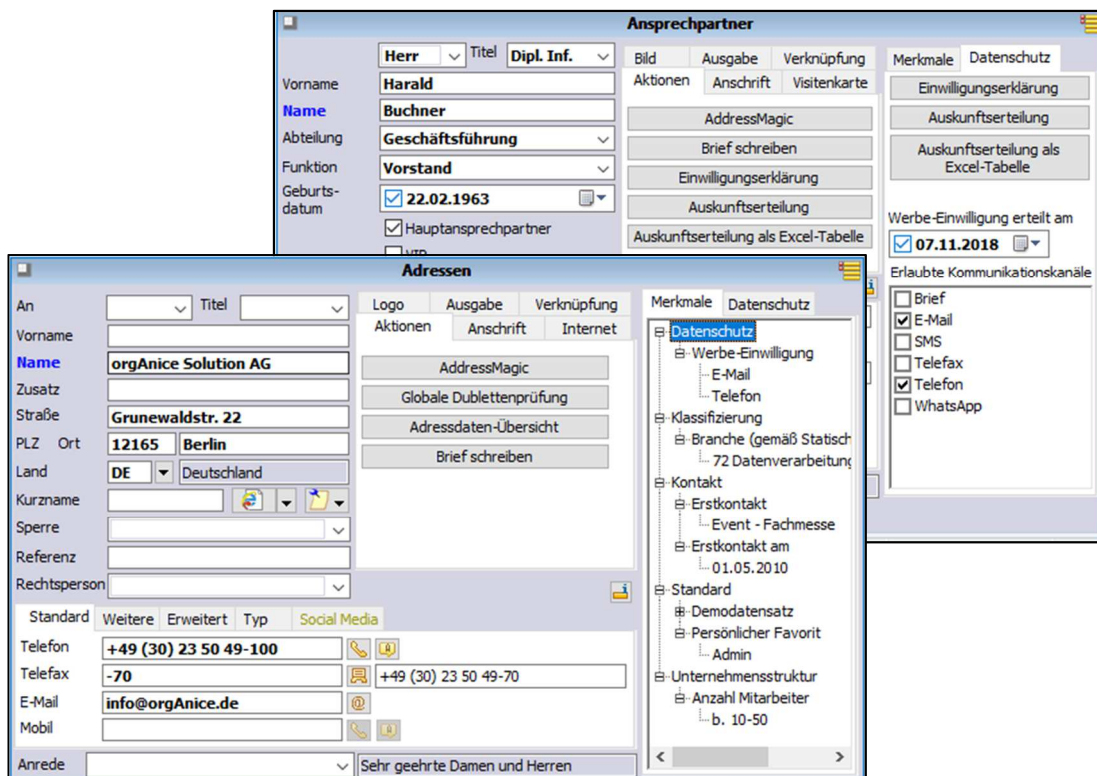 Ansprechpartner
Herr Titel Dipl. Inf.
Vorname Harald
Name Buchner
Abteilung Geschäftsführung
Funktion Vorstand
Geburts-
datum 22.02.1963
Hauptansprechpartner
VIP
Bild Ausgabe Verknüpfung
Aktionen Anschrift Visitenkarte
AddressMagic
Brief schreiben
Einwilligungserklärung
Auskunftserteilung
Auskunftserteilung als Excel-Tabelle
Merkmale Datenschutz
Einwilligungserklärung
Auskunftserteilung
Auskunftserteilung als
Excel-Tabelle
Werbe-Einwilligung erteilt am
07.11.2018
Erlaubte Kommunikationskanäle
Brief
E-Mail
SMS
Telefax
Telefon
WhatsApp
Adressen
An Titel
Vorname
Name orgAnice Solution AG
Zusatz
Straße Grunewaldstr. 22
PLZ Ort 12165 Berlin
Land DE Deutschland
Kurzname
Sperre
Referenz
Rechtsperson
Logo Ausgabe Verknüpfung
Aktionen Anschrift Internet
AddressMagic
Globale Dublettenprüfung
Adressdaten-Übersicht
Brief schreiben
Standard Weitere Erweitert Typ Social Media
Telefon +49 (30) 23 50 49-100
Telefax -70 +49 (30) 23 50 49-70
E-Mail info@orgAnice.de
Mobil
Anrede Sehr geehrte Damen und Herren
Merkmale Datenschutz
Datenschutz
Werbe-Einwilligung
E-Mail
Telefon
Klassifizierung
Branche (gemäß Statisch
72 Datenverarbeitung
Kontakt
Erstkontakt
Event - Fachmesse
Erstkontakt am
01.05.2010
Standard
Demodatensatz
Persönlicher Favorit
Admin
Unternehmensstruktur
Anzahl Mitarbeiter
b. 10-50